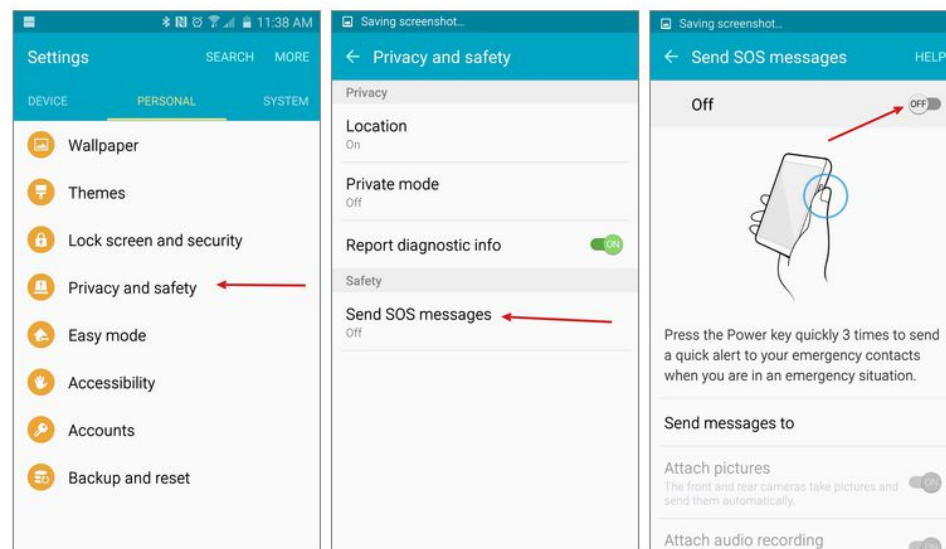 11:38 AM
Settings
SEARCH
MORE
DEVICE
PERSONAL
SYSTEM
Wallpaper
Themes
Lock screen and security
Privacy and safety
Easy mode
Accessibility
Accounts
Backup and reset
Saving screenshot...
Privacy and safety
Privacy
Location
On
Private mode
Off
Report diagnostic info
ON
Safety
Send SOS messages
Off
Saving screenshot...
Send SOS messages
HELP
Off
OFF
Press the Power key quickly 3 times to send
a quick alert to your emergency contacts
when you are in an emergency situation.
Send messages to
Attach pictures
The front and rear cameras take pictures and
send them automatically.
ON
Attach audio recording
ON